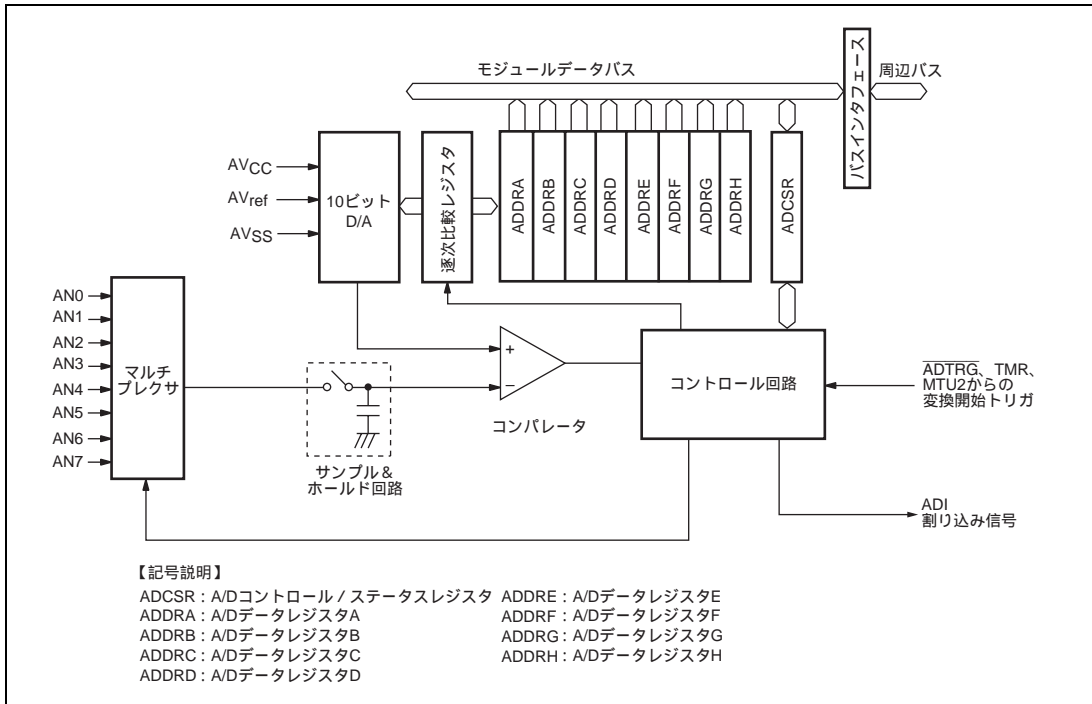 モジュールデータバス
バスインタフェース
周辺バス
AVCC
AVref
AVSS
10ビット
D/A
逐次比較レジスタ
ADDRA
ADDRB
ADDRC
ADDRD
ADDRE
ADDRF
ADDRG
ADDRH
ADCSR
AN0
AN1
AN2
AN3
AN4
AN5
AN6
AN7
マルチ
プレクサ
+
−
コンパレータ
サンプル&
ホールド回路
コントロール回路
ADTRG、TMR、
MTU2からの
変換開始トリガ
ADI
割り込み信号
【記号説明】
ADCSR:A/Dコントロール / ステータスレジスタ ADDRE:A/DデータレジスタE
ADDRA:A/DデータレジスタA ADDRF:A/DデータレジスタF
ADDRB:A/DデータレジスタB ADDRG:A/DデータレジスタG
ADDRC:A/DデータレジスタC ADDRH:A/DデータレジスタH
ADDRD:A/DデータレジスタD